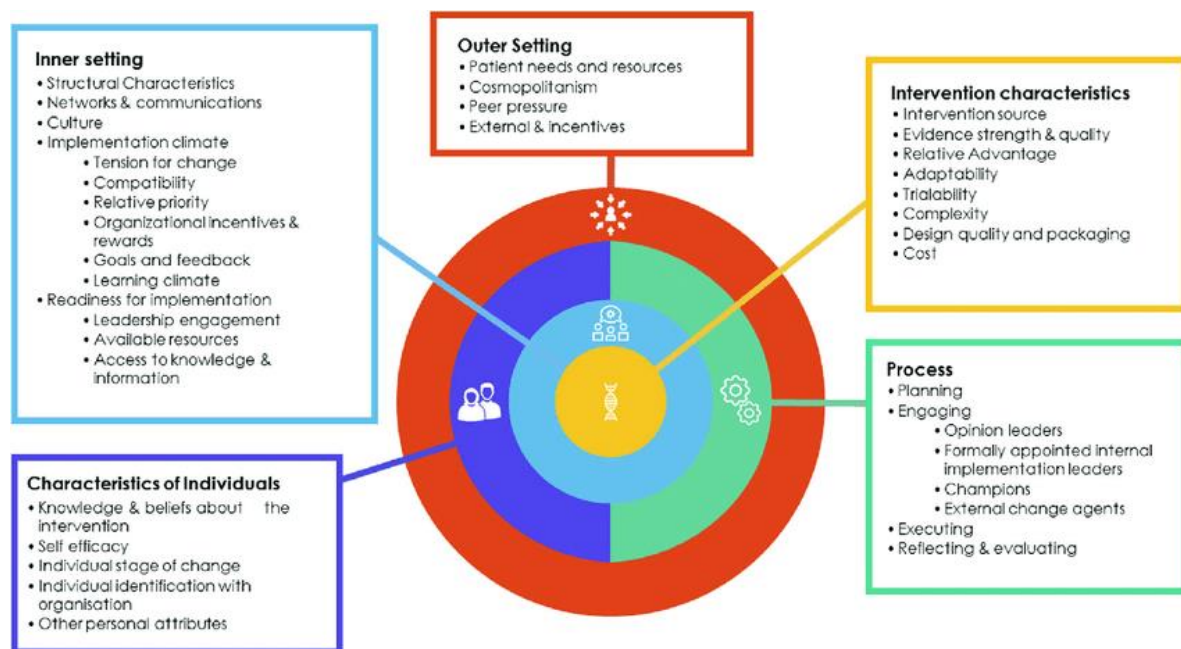 Inner setting
• Structural Characteristics
• Networks & communications
• Culture
• Implementation climate
• Tension for change
• Compatibility
• Relative priority
• Organizational incentives &
rewards
• Goals and feedback
• Learning climate
• Readiness for implementation
• Leadership engagement
• Available resources
• Access to knowledge &
information
Outer Setting
• Patient needs and resources
• Cosmopolitanism
• Peer pressure
• External & incentives
Intervention characteristics
• Intervention source
• Evidence strength & quality
• Relative Advantage
• Adaptability
• Trialability
• Complexity
• Design quality and packaging
• Cost
Characteristics of Individuals
• Knowledge & beliefs about the
intervention
• Self efficacy
• Individual stage of change
• Individual identification with
organisation
• Other personal attributes
Process
• Planning
• Engaging
• Opinion leaders
• Formally appointed internal
implementation leaders
• Champions
• External change agents
• Executing
• Reflecting & evaluating